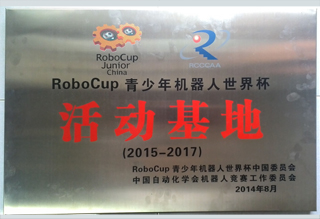 RoboCup
Junior
China
RCCCAA
RoboCup 青少年机器人世界杯
活动基地
(2015-2017)
RoboCup 青少年机器人世界杯中国委员会
中国自动化学会机器人竞赛工作委员会
2014年8月